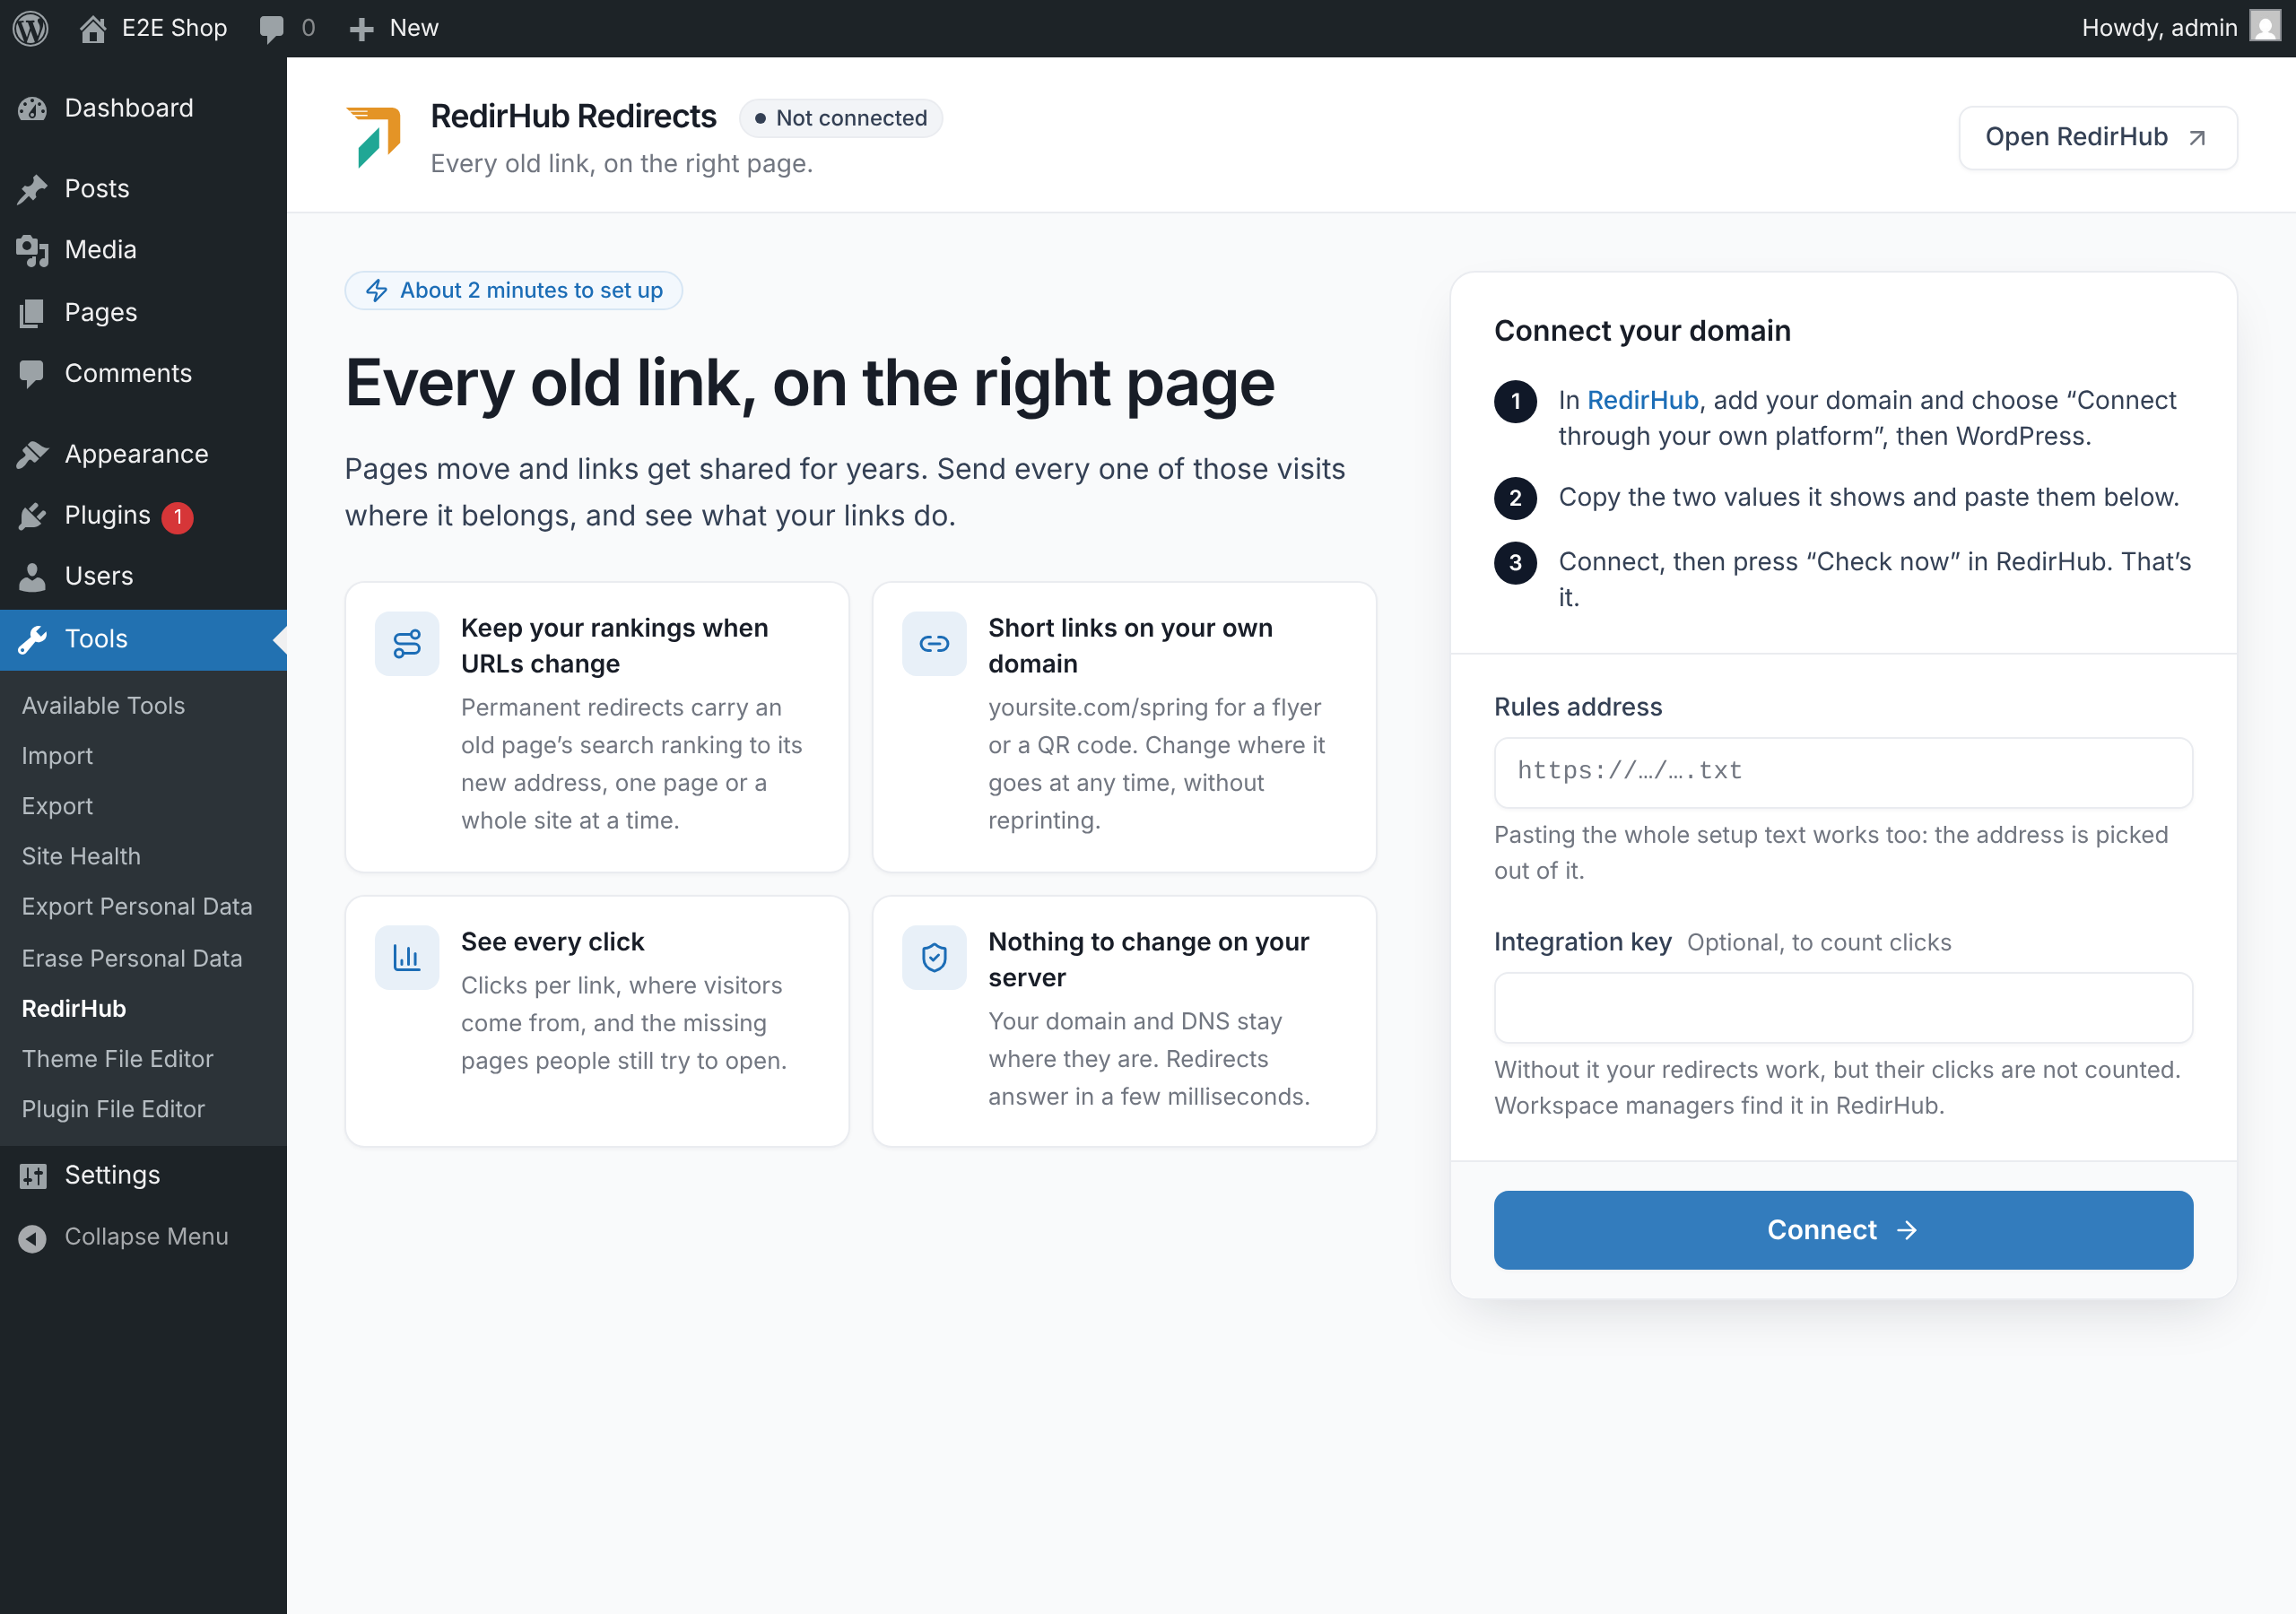 E2E Shop
0
New
Howdy, admin
Dashboard
Posts
Media
Pages
Comments
Appearance
Plugins 1
Users
Tools
Available Tools
Import
Export
Site Health
Export Personal Data
Erase Personal Data
RedirHub
Theme File Editor
Plugin File Editor
Settings
Collapse Menu
RedirHub Redirects
Not connected
Every old link, on the right page.
Open RedirHub
About 2 minutes to set up
Every old link, on the right page
Pages move and links get shared for years. Send every one of those visits
where it belongs, and see what your links do.
Keep your rankings when
URLs change
Permanent redirects carry an
old page’s search ranking to its
new address, one page or a
whole site at a time.
Short links on your own
domain
yoursite.com/spring for a flyer
or a QR code. Change where it
goes at any time, without
reprinting.
See every click
Clicks per link, where visitors
come from, and the missing
pages people still try to open.
Nothing to change on your
server
Your domain and DNS stay
where they are. Redirects
answer in a few milliseconds.
Connect your domain
1 In RedirHub, add your domain and choose “Connect
through your own platform”, then WordPress.
2 Copy the two values it shows and paste them below.
3 Connect, then press “Check now” in RedirHub. That’s
it.
Rules address
https://…/….txt
Pasting the whole setup text works too: the address is picked
out of it.
Integration key Optional, to count clicks
Without it your redirects work, but their clicks are not counted.
Workspace managers find it in RedirHub.
Connect →